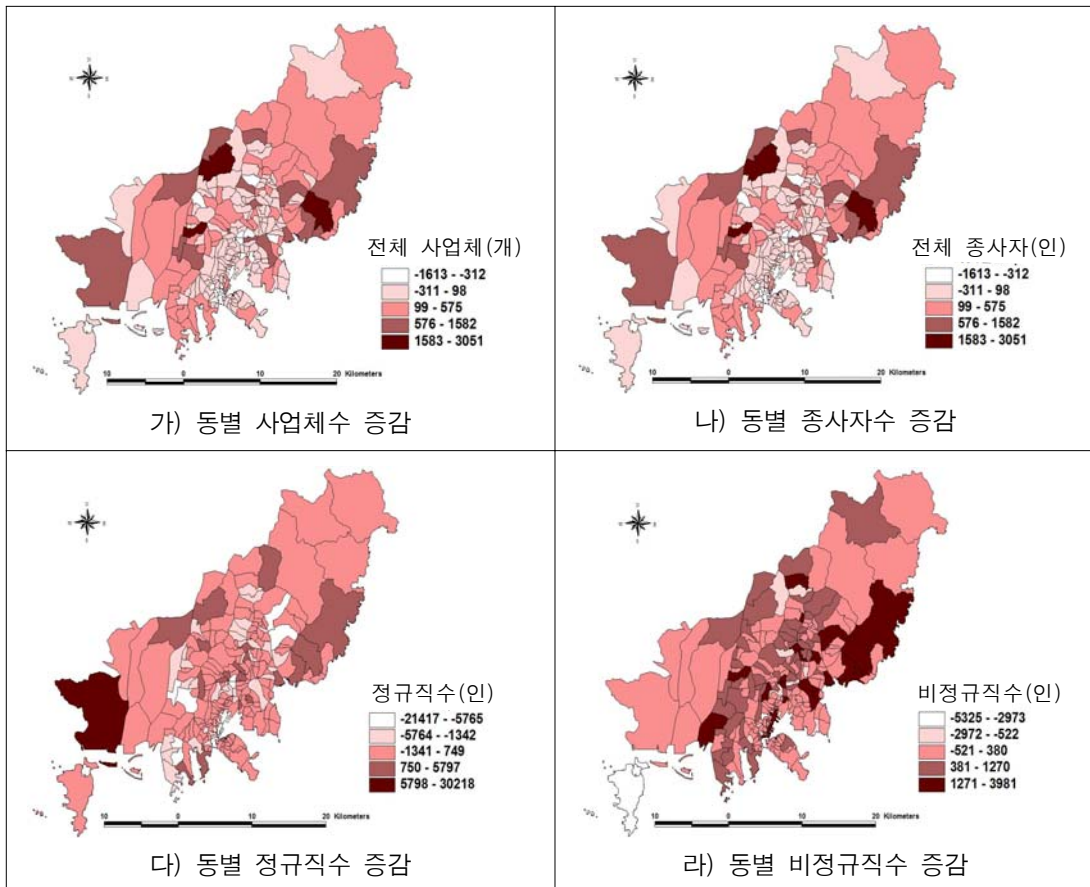 전체 사업체(개)
-1613 - -312
-311 - 98
99 - 575
576 - 1582
1583 - 3051
10 0 10 20 Kilometers
가) 동별 사업체수 증감
전체 종사자(인)
-1613 - -312
-311 - 98
99 - 575
576 - 1582
1583 - 3051
10 0 10 20 Kilometers
나) 동별 종사자수 증감
정규직수(인)
-21417 - -5765
-5764 - -1342
-1341 - 749
750 - 5797
5798 - 30218
10 0 10 20 Kilometers
다) 동별 정규직수 증감
비정규직수(인)
-5325 - -2973
-2972 - -522
-521 - 380
381 - 1270
1271 - 3981
10 0 10 20 Kilometers
라) 동별 비정규직수 증감